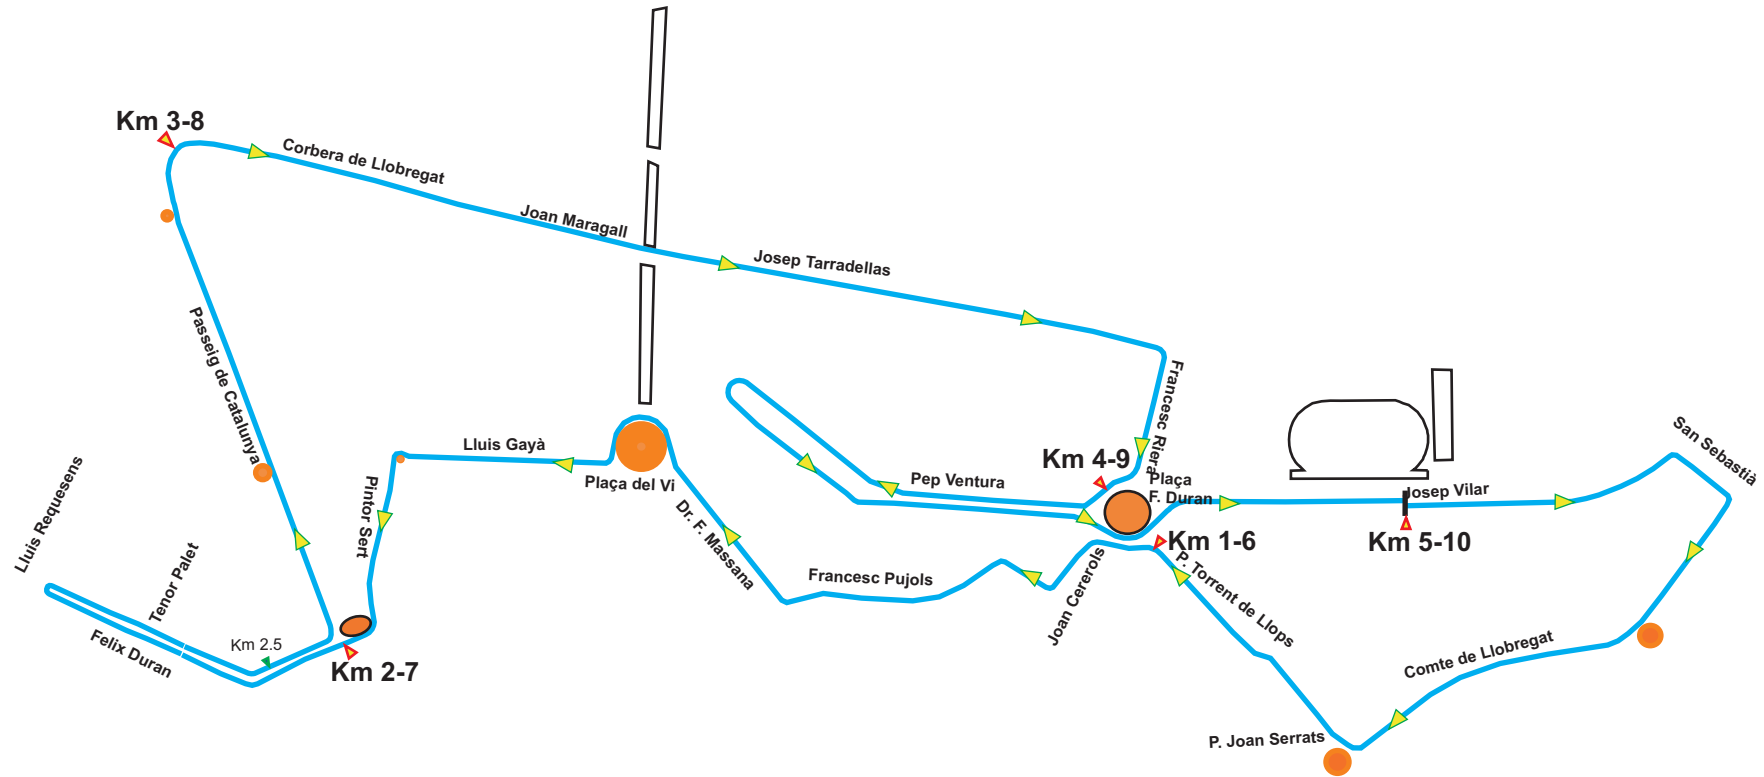 Km 3-8
Corbera de Llobregat
Joan Maragall
Josep Tarradellas
Passeig de Catalunya
Francesc Riera
Lluis Gayà
Plaça del Vi
Pintor Sert
Dr. F. Massana
Pep Ventura
Km 4-9
Plaça
F. Duran
Josep Vilar
San Sebastià
Km 1-6
Km 5-10
Lluis Requesens
Tenor Palet
Felix Duran
Km 2.5
Km 2-7
Francesc Pujols
Joan Cererols
P. Torrent de Llops
Comte de Llobregat
P. Joan Serrats